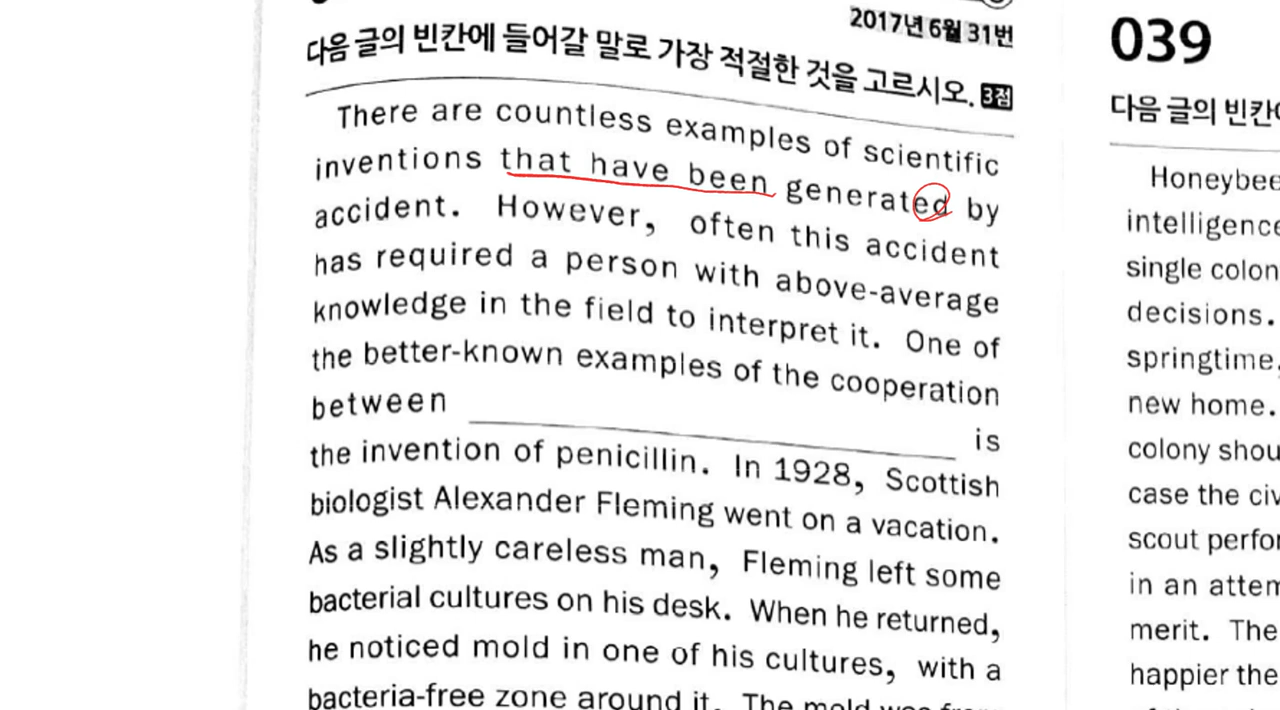 2017년 6월 31번
다음 글의 빈칸에 들어갈 말로 가장 적절한 것을 고르시오. 3점
There are countless examples of scientific
inventions that have been generated by
accident. However, often this accident
has required a person with above-average
knowledge in the field to interpret it. One of
the better-known examples of the cooperation
between
is
the invention of penicillin. In 1928, Scottish
biologist Alexander Fleming went on a vacation.
As a slightly careless man, Fleming left some
bacterial cultures on his desk. When he returned,
he noticed mold in one of his cultures, with a
bacteria-free zone around it. The mold was from
039
다음 글의 빈칸
Honeybee
intelligence
single colon
decisions.
springtime,
new home.
colony shou
case the civ
scout perfor
in an attem
merit. The
happier the